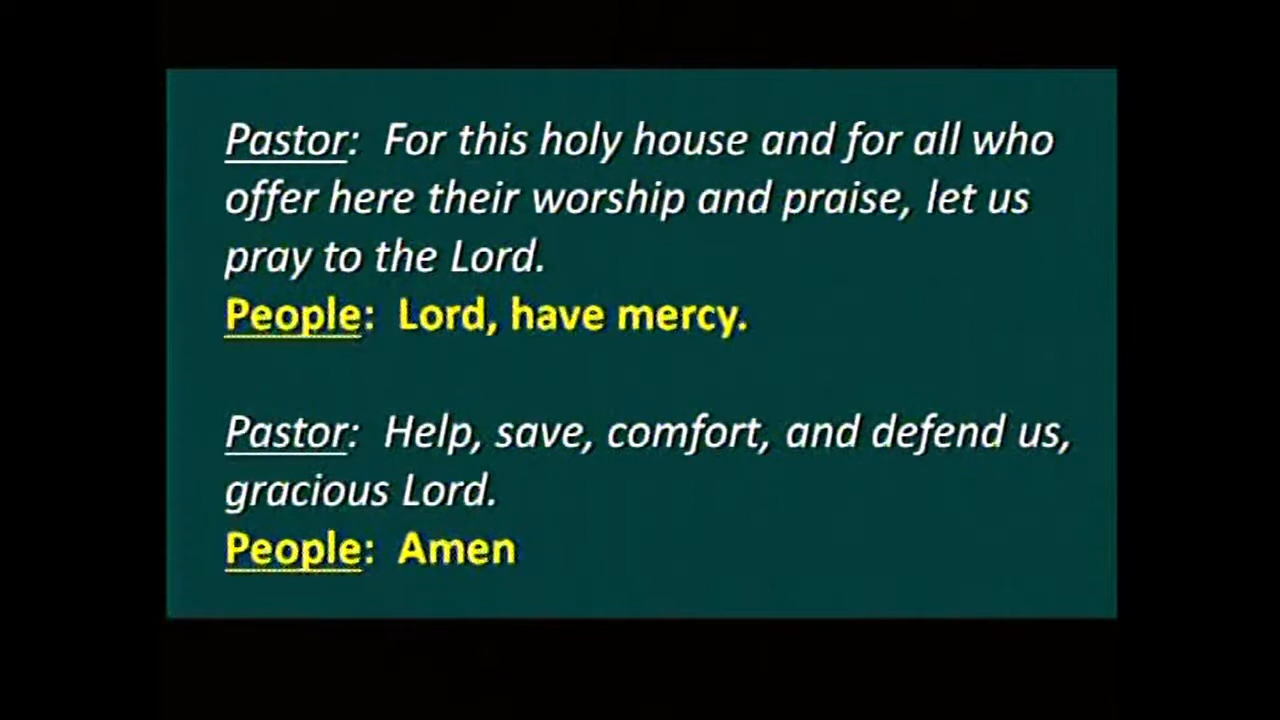 Pastor: For this holy house and for all who
offer here their worship and praise, let us
pray to the Lord.
People: Lord, have mercy.
Pastor: Help, save, comfort, and defend us,
gracious Lord.
People: Amen